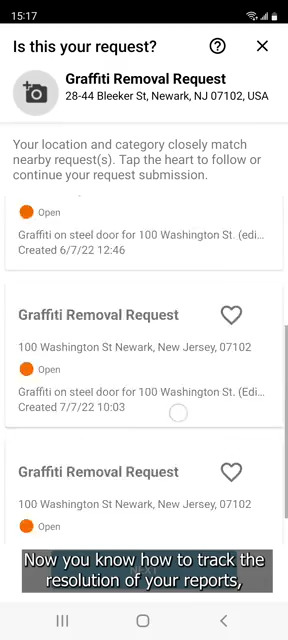 15:17
Is this your request?
Graffiti Removal Request
28-44 Bleeker St, Newark, NJ 07102, USA
Your location and category closely match
nearby request(s). Tap the heart to follow or
continue your request submission.
Open
Graffiti on steel door for 100 Washington St. (edi...
Created 6/7/22 12:46
Graffiti Removal Request
100 Washington St Newark, New Jersey, 07102
Open
Graffiti on steel door for 100 Washington St. (Edi...
Created 7/7/22 10:03
Graffiti Removal Request
100 Washington St Newark, New Jersey, 07102
Open
Now you know how to track the
resolution of your reports,